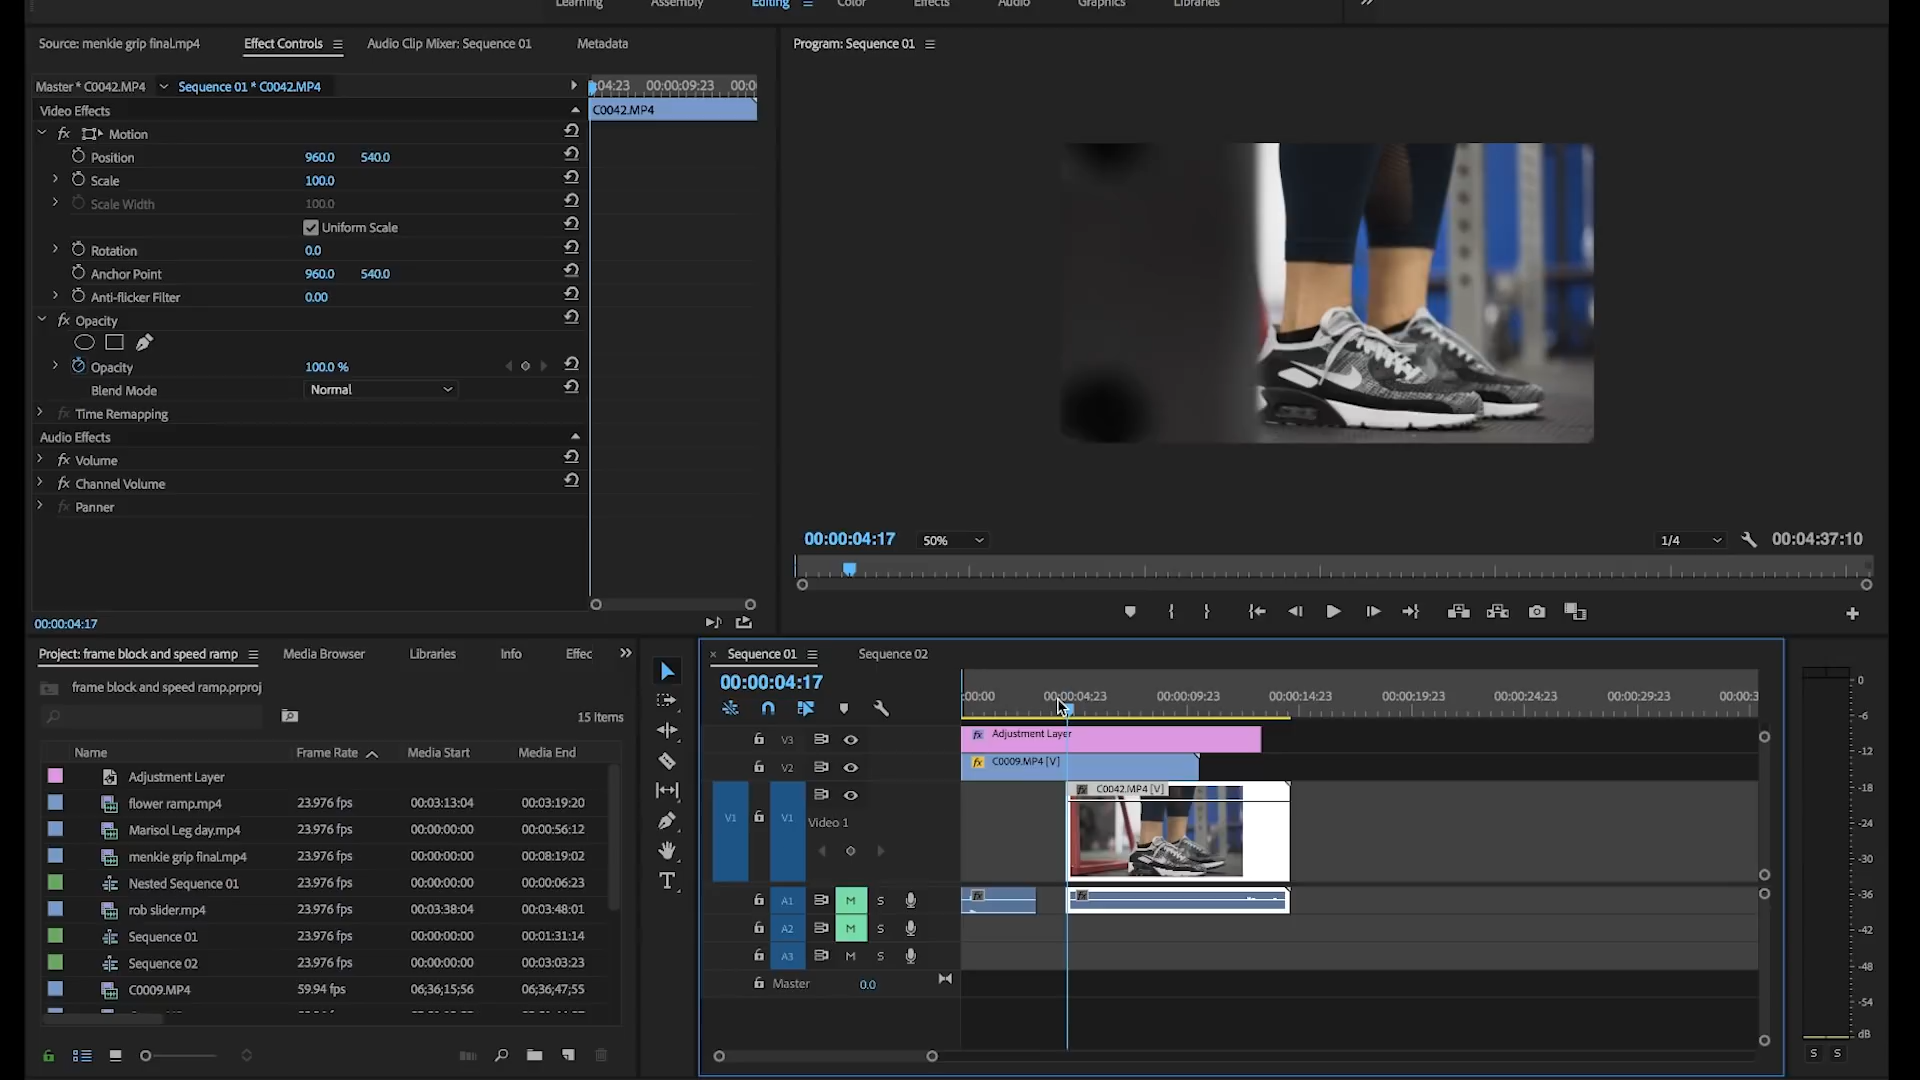 Learning Assembly Editing Color Effects Audio Graphics Libraries
Source: menkie grip final.mp4 Effect Controls Audio Clip Mixer: Sequence 01 Metadata
Program: Sequence 01
Master * C0042.MP4 Sequence 01 * C0042.MP4
:04:23 00:00:09:23 00:0
Video Effects
C0042.MP4
fx Motion
Position 960.0 540.0
Scale 100.0
Scale Width 100.0
Uniform Scale
Rotation 0.0
Anchor Point 960.0 540.0
Anti-flicker Filter 0.00
fx Opacity
Opacity 100.0 %
Blend Mode Normal
fx Time Remapping
Audio Effects
fx Volume
fx Channel Volume
fx Panner
00:00:04:17
00:00:04:17 50% 1/4 00:04:37:10
Project: frame block and speed ramp Media Browser Libraries Info Effec
frame block and speed ramp.prproj
15 Items
Name Frame Rate Media Start Media End
Adjustment Layer
flower ramp.mp4 23.976 fps 00:03:13:04 00:03:19:20
Marisol Leg day.mp4 23.976 fps 00:00:00:00 00:00:56:12
menkie grip final.mp4 23.976 fps 00:00:00:00 00:08:19:02
Nested Sequence 01 23.976 fps 00:00:00:00 00:00:06:23
rob slider.mp4 23.976 fps 00:03:38:04 00:03:48:01
Sequence 01 23.976 fps 00:00:00:00 00:01:31:14
Sequence 02 23.976 fps 00:00:00:00 00:03:03:23
C0009.MP4 59.94 fps 06;36;15;56 06;36;47;55
Sequence 01 Sequence 02
00:00:04:17
:00:00 00:00:04:23 00:00:09:23 00:00:14:23 00:00:19:23 00:00:24:23 00:00:29:23 00:00:3
V3 fx Adjustment Layer
V2 fx C0009.MP4 [V]
fx C0042.MP4 [V]
V1 V1 Video 1
A1 M S fx fx
A2 M S
A3 M S
Master 0.0
0
-6
-12
-18
-24
-30
-36
-42
-48
-54
dB
S S